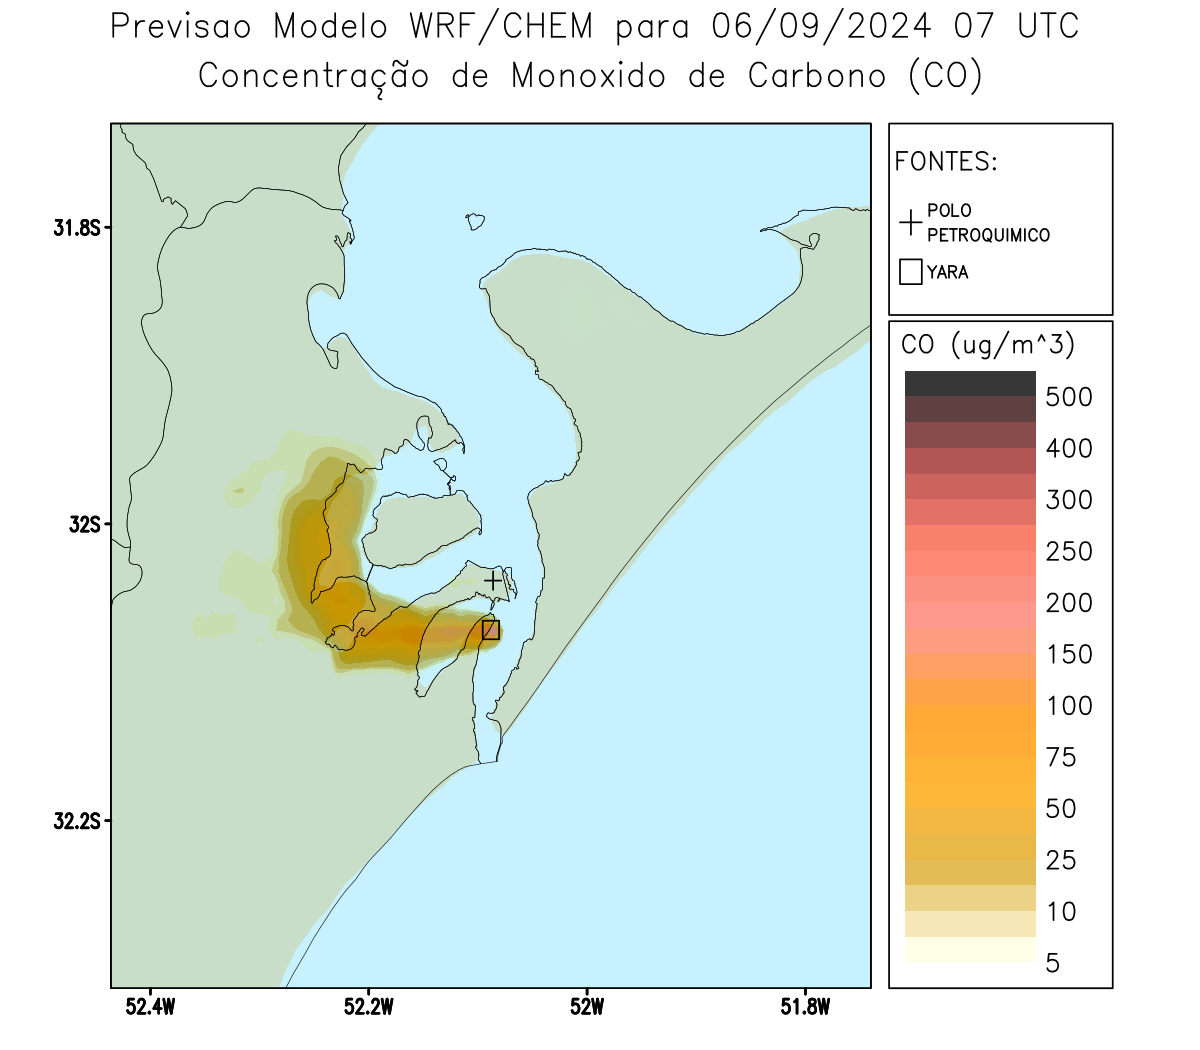 Previsao Modelo WRF/CHEM para 06/09/2024 07 UTC
Concentração de Monoxido de Carbono (CO)
FONTES:
POLO
PETROQUIMICO
YARA
CO (ug/m^3)
500
400
300
250
200
150
100
75
50
25
10
5
31.8S
32S
32.2S
52.4W
52.2W
52W
51.8W